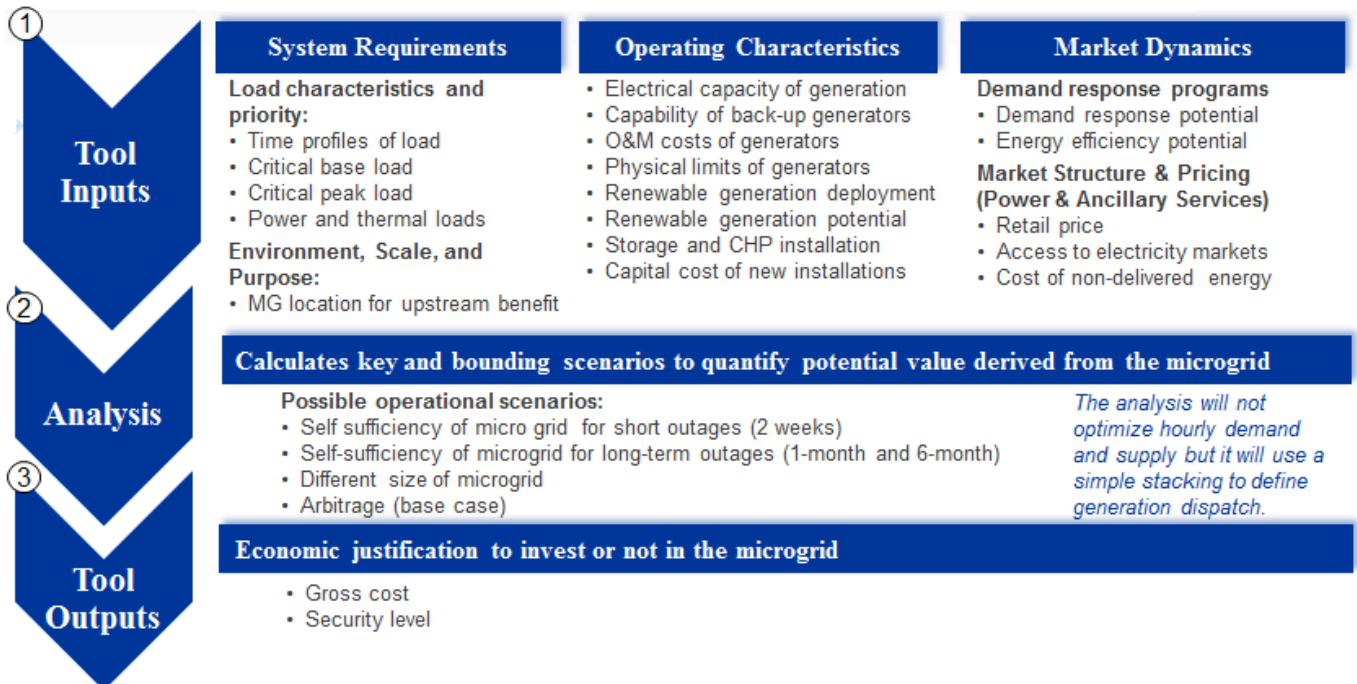 1
Tool
Inputs
System Requirements
Load characteristics and
priority:
• Time profiles of load
• Critical base load
• Critical peak load
• Power and thermal loads
Environment, Scale, and
Purpose:
• MG location for upstream benefit
Operating Characteristics
• Electrical capacity of generation
• Capability of back-up generators
• O&M costs of generators
• Physical limits of generators
• Renewable generation deployment
• Renewable generation potential
• Storage and CHP installation
• Capital cost of new installations
Market Dynamics
Demand response programs
• Demand response potential
• Energy efficiency potential
Market Structure & Pricing
(Power & Ancillary Services)
• Retail price
• Access to electricity markets
• Cost of non-delivered energy
2
Analysis
Calculates key and bounding scenarios to quantify potential value derived from the microgrid
Possible operational scenarios:
• Self sufficiency of micro grid for short outages (2 weeks)
• Self-sufficiency of microgrid for long-term outages (1-month and 6-month)
• Different size of microgrid
• Arbitrage (base case)
The analysis will not
optimize hourly demand
and supply but it will use a
simple stacking to define
generation dispatch.
3
Tool
Outputs
Economic justification to invest or not in the microgrid
• Gross cost
• Security level